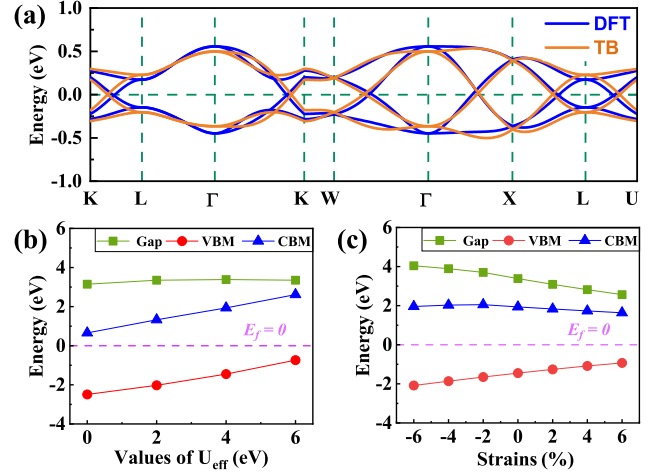 (a)
DFT
TB
Energy (eV)
1.0
0.5
0.0
-0.5
-1.0
K L Γ K W Γ X L U
(b)
Gap VBM CBM
Energy (eV)
6
4
2
0
-2
-4
E_f = 0
0 2 4 6
Values of U_eff (eV)
(c)
Gap VBM CBM
Energy (eV)
6
4
2
0
-2
-4
E_f = 0
-6 -4 -2 0 2 4 6
Strains (%)